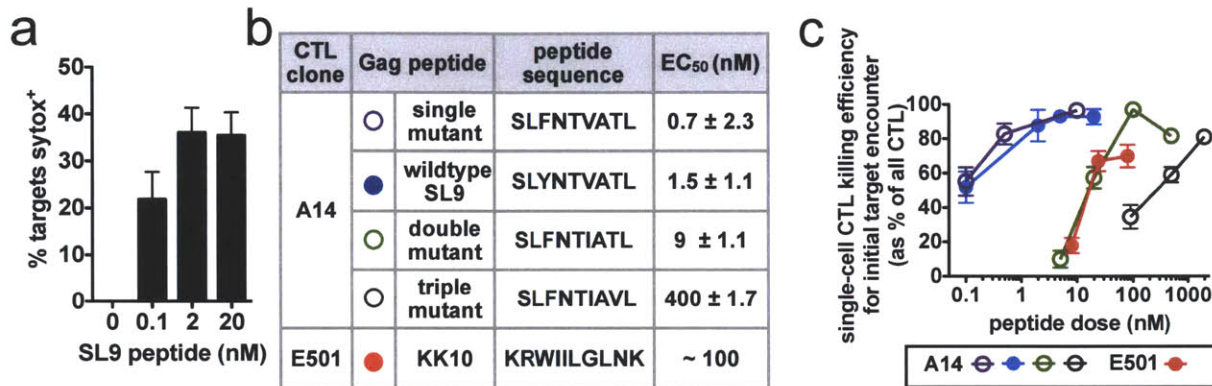 a
% targets sytox+
50
40
30
20
10
0
0 0.1 2 20
SL9 peptide (nM)
b
CTL clone Gag peptide peptide sequence EC50 (nM)
A14
single mutant SLFNTVATL 0.7 ± 2.3
wildtype SL9 SLYNTVATL 1.5 ± 1.1
double mutant SLFNTIATL 9 ± 1.1
triple mutant SLFNTIAVL 400 ± 1.7
E501 KK10 KRWIILGLNK ~ 100
c
single-cell CTL killing efficiency
for initial target encounter
(as % of all CTL)
100
80
60
40
20
0
0.1 1 10 100 1000
peptide dose (nM)
A14 E501